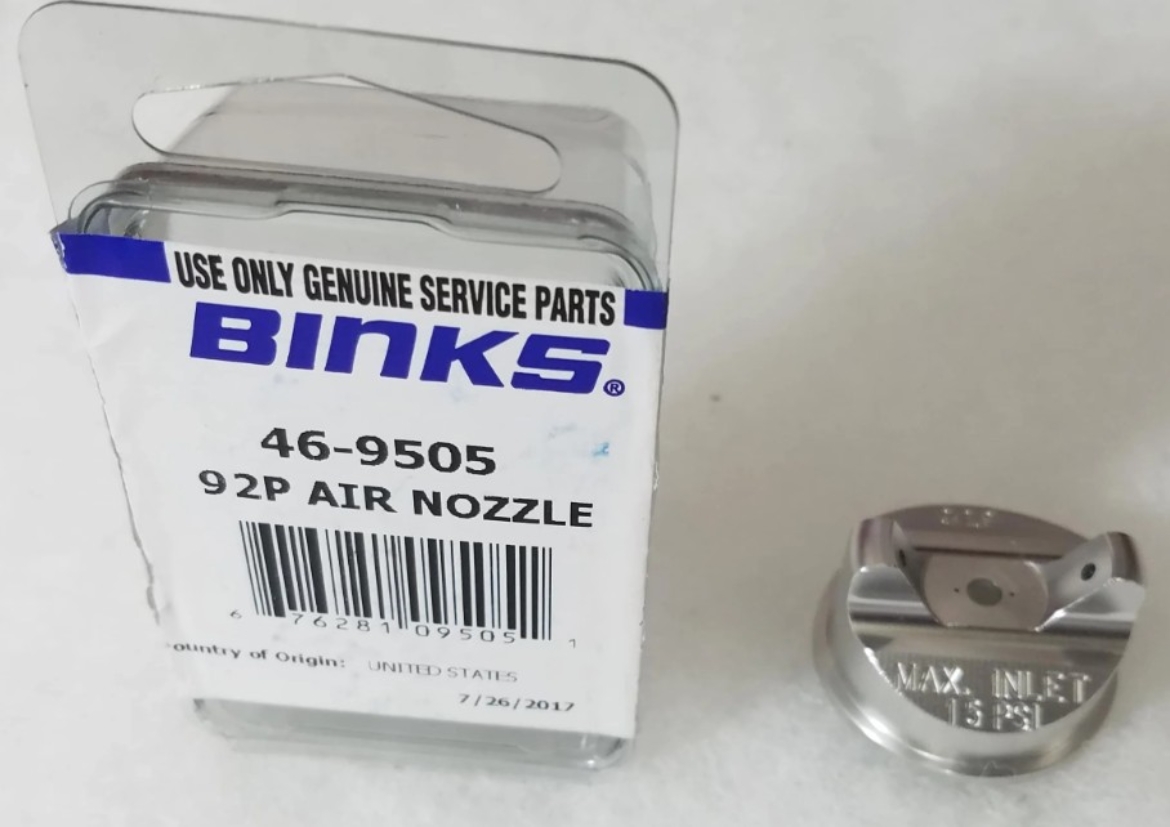 USE ONLY GENUINE SERVICE PARTS
BINKS®
46-9505
92P AIR NOZZLE
6 76281 09505 1
ountry of Origin: UNITED STATES
7/26/2017
92P
MAX. INLET
15 PSI